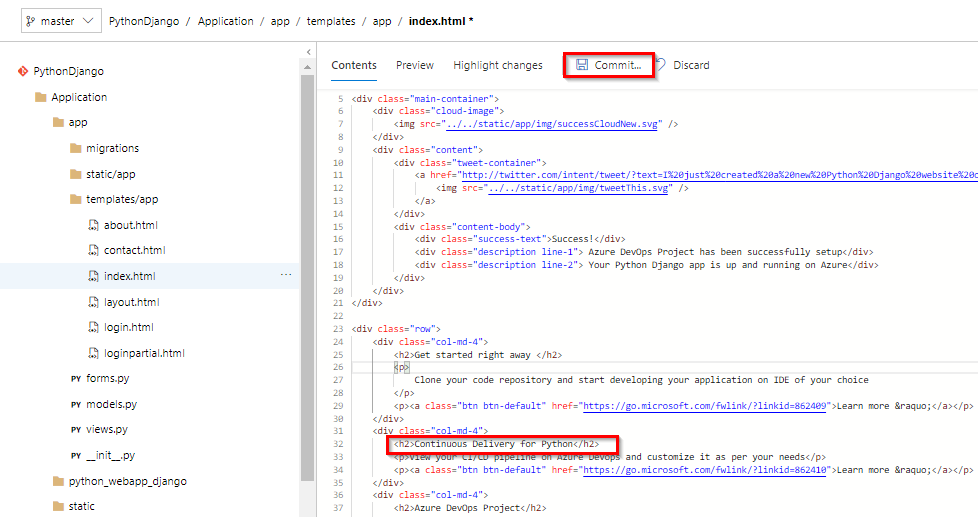 master PythonDjango / Application / app / templates / app / index.html *
PythonDjango
Application
app
migrations
static/app
templates/app
about.html
contact.html
index.html ...
layout.html
login.html
loginpartial.html
PY forms.py
PY models.py
PY views.py
PY __init__.py
python_webapp_django
static
Contents Preview Highlight changes Commit... Discard
5 <div class="main-container">
6 <div class="cloud-image">
7 <img src="../../static/app/img/successCloudNew.svg" />
8 </div>
9 <div class="content">
10 <div class="tweet-container">
11 <a href="http://twitter.com/intent/tweet/?text=I%20just%20created%20a%20new%20Python%20Django%20website%20
12 <img src="../../static/app/img/tweetThis.svg" />
13 </a>
14 </div>
15 <div class="content-body">
16 <div class="success-text">Success!</div>
17 <div class="description line-1"> Azure DevOps Project has been successfully setup</div>
18 <div class="description line-2"> Your Python Django app is up and running on Azure</div>
19 </div>
20 </div>
21 </div>
22
23 <div class="row">
24 <div class="col-md-4">
25 <h2>Get started right away </h2>
26 <p>
27 Clone your code repository and start developing your application on IDE of your choice
28 </p>
29 <p><a class="btn btn-default" href="https://go.microsoft.com/fwlink/?linkid=862409">Learn more &raquo;</a></p>
30 </div>
31 <div class="col-md-4">
32 <h2>Continuous Delivery for Python</h2>
33 <p>View your CI/CD pipeline on Azure DevOps and customize it as per your needs</p>
34 <p><a class="btn btn-default" href="https://go.microsoft.com/fwlink/?linkid=862410">Learn more &raquo;</a></p>
35 </div>
36 <div class="col-md-4">
37 <h2>Azure DevOps Project</h2>